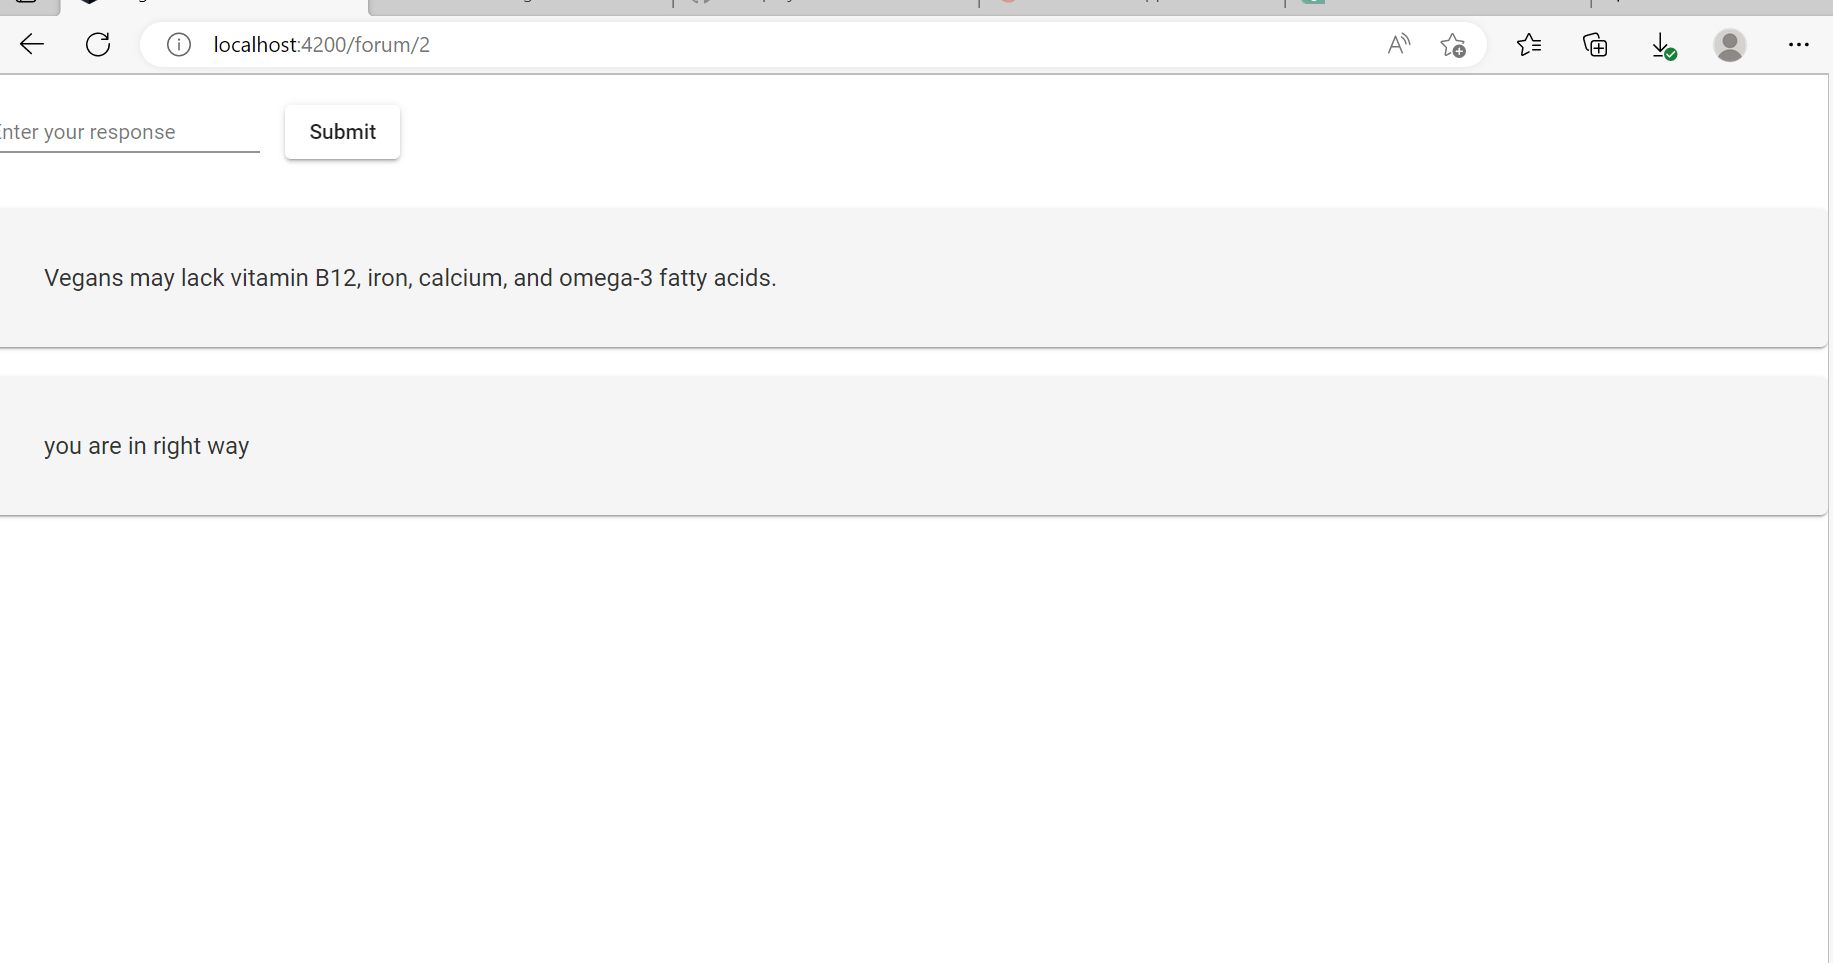 localhost:4200/forum/2
nter your response
Submit
Vegans may lack vitamin B12, iron, calcium, and omega-3 fatty acids.
you are in right way